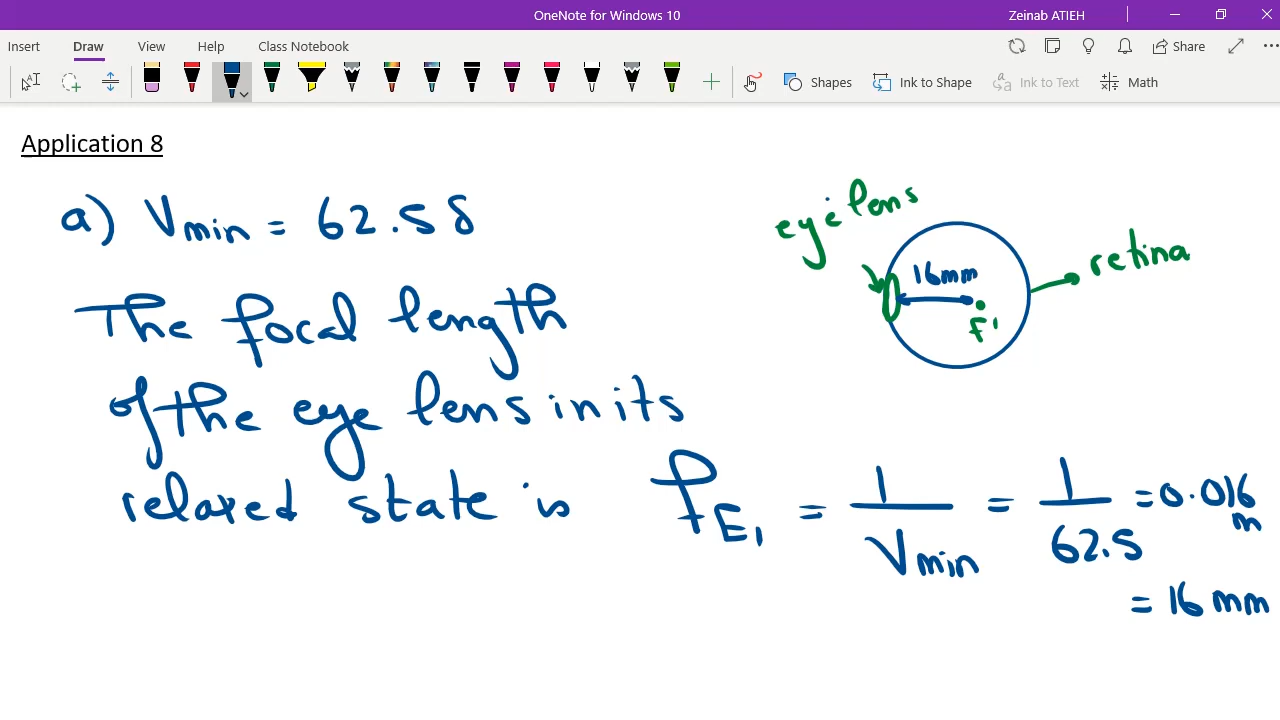 OneNote for Windows 10
Zeinab ATIEH
Insert Draw View Help Class Notebook
Share
Shapes Ink to Shape Ink to Text Math
Application 8
a) Vmin = 62.5δ
The focal length
of the eye lens in its
relaxed state is fE1 = 1/Vmin = 1/62.5 = 0.016 m
= 16 mm
eye lens
16mm
F'
retina